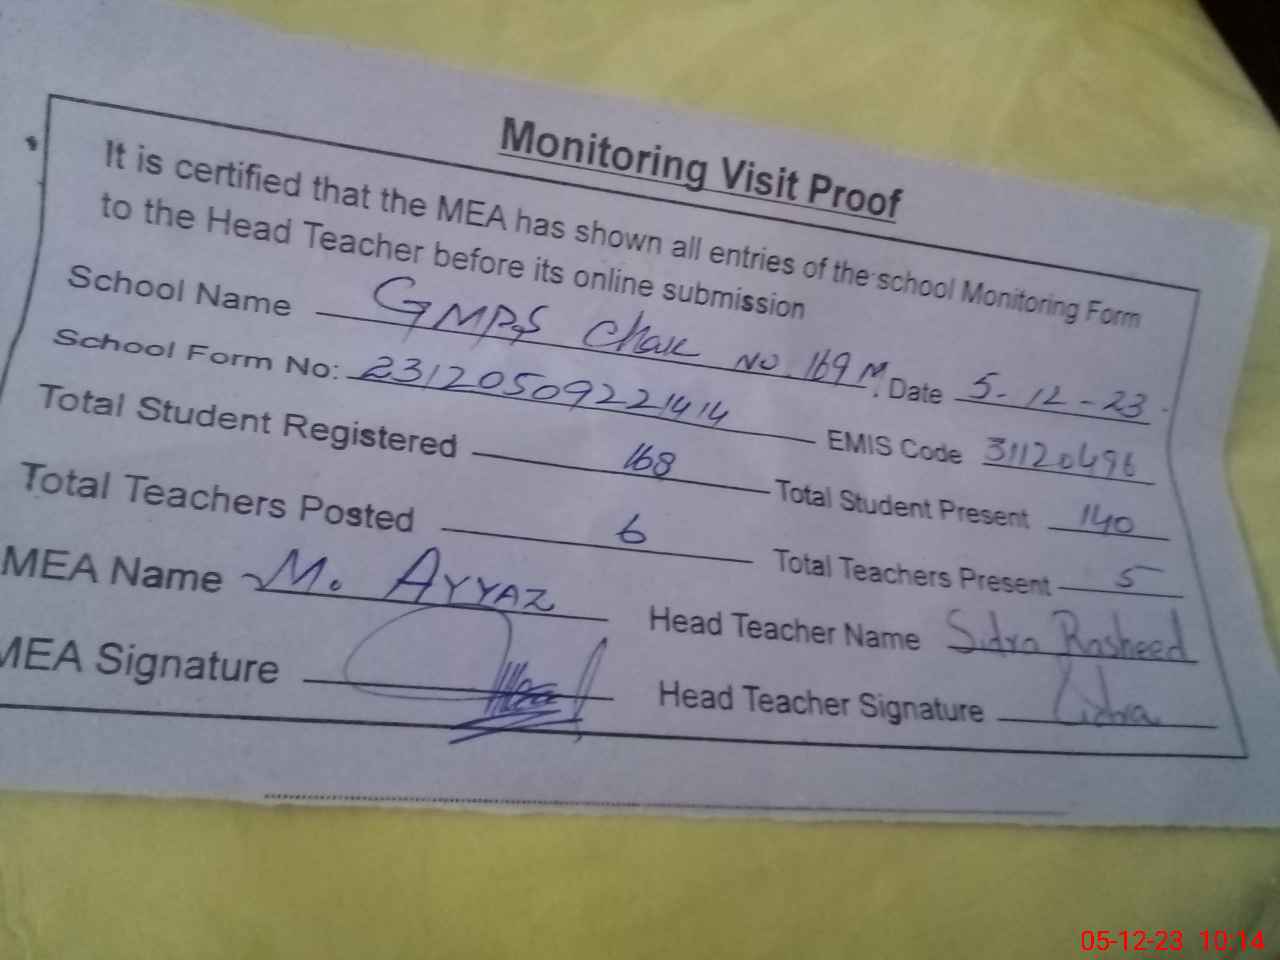 Monitoring Visit Proof
It is certified that the MEA has shown all entries of the school Monitoring Form
to the Head Teacher before its online submission
School Name GMPS Chak No 169 M. Date 5-12-23
School Form No: 23120509221414 EMIS Code 31120496
Total Student Registered 168 Total Student Present 140
Total Teachers Posted 6 Total Teachers Present 5
MEA Name M. AYYAZ Head Teacher Name Sidra Rasheed
MEA Signature Head Teacher Signature Sidra
05-12-23 10:14